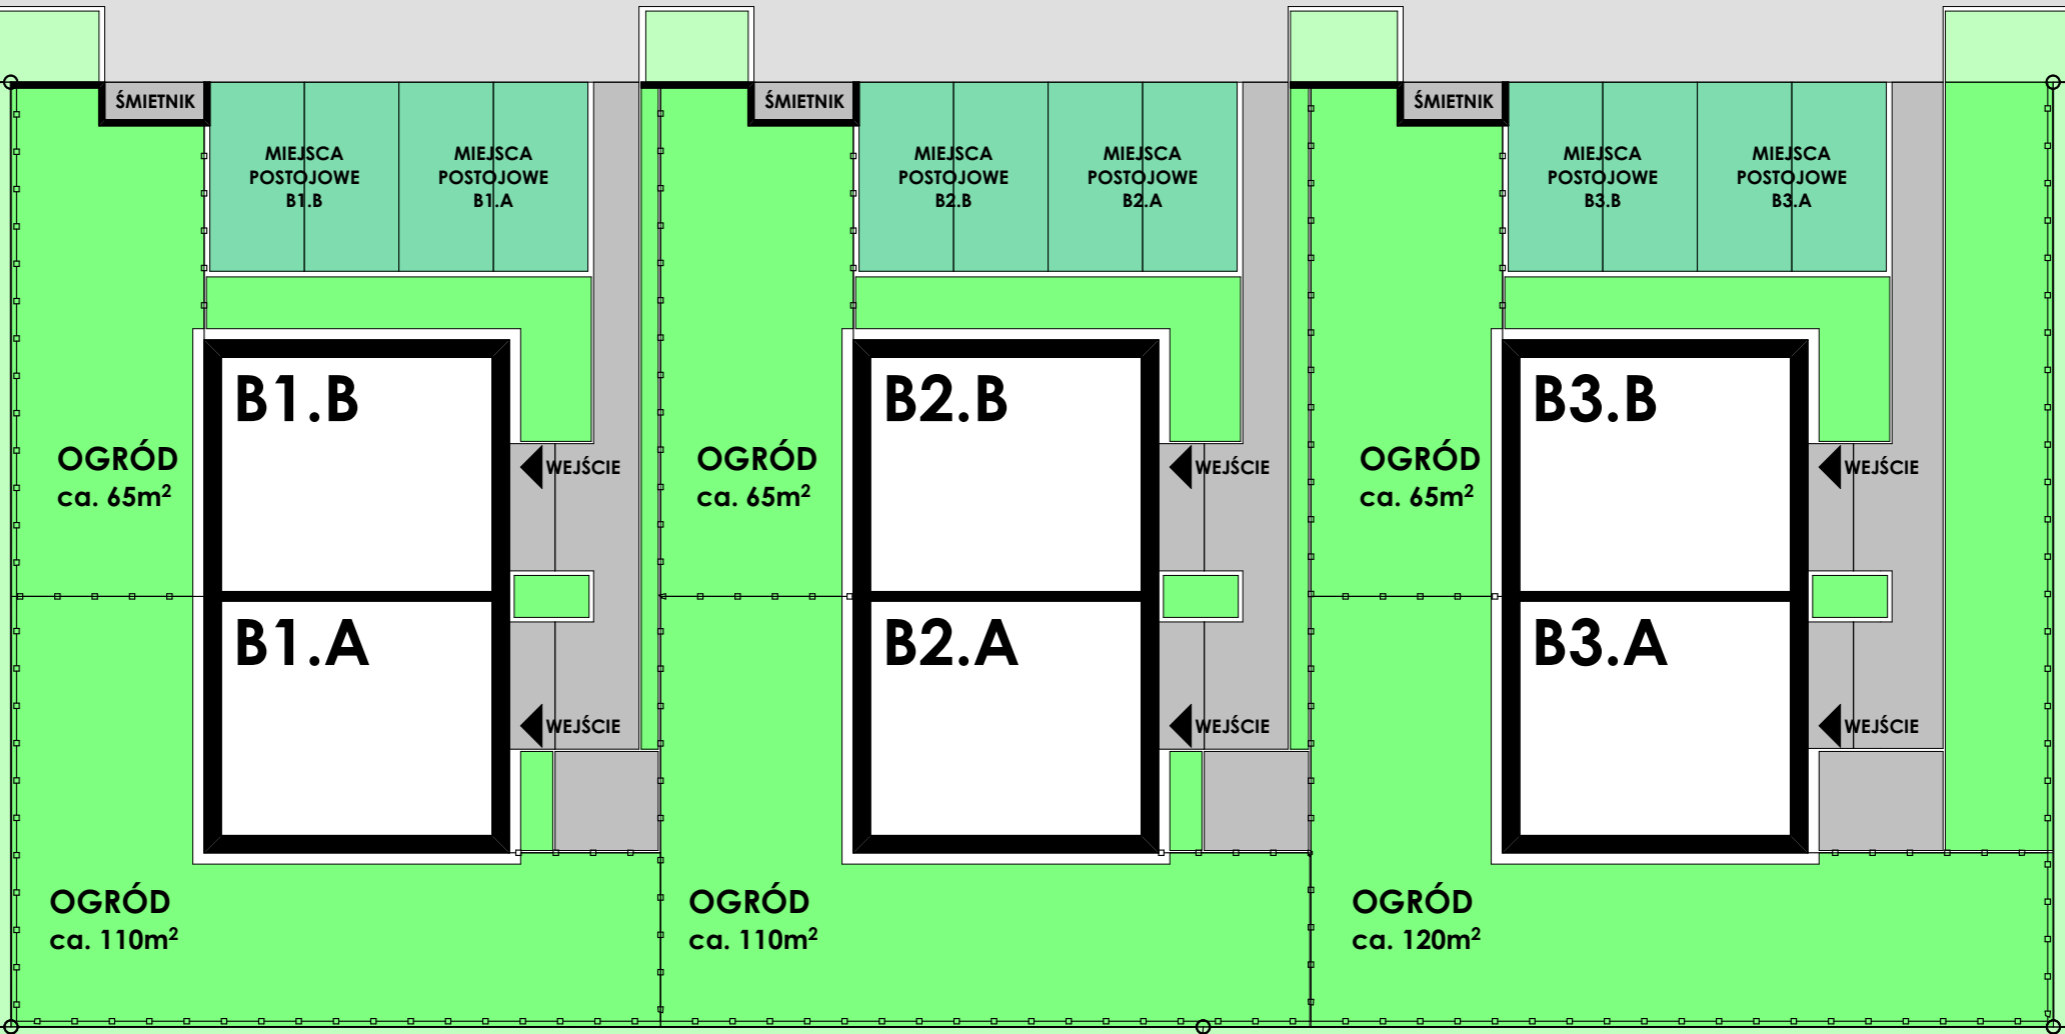 ŚMIETNIK
MIEJSCA
POSTOJOWE
B1.B
MIEJSCA
POSTOJOWE
B1.A
ŚMIETNIK
MIEJSCA
POSTOJOWE
B2.B
MIEJSCA
POSTOJOWE
B2.A
ŚMIETNIK
MIEJSCA
POSTOJOWE
B3.B
MIEJSCA
POSTOJOWE
B3.A
B1.B
OGRÓD
ca. 65m²
WEJŚCIE
B1.A
WEJŚCIE
OGRÓD
ca. 110m²
B2.B
OGRÓD
ca. 65m²
WEJŚCIE
B2.A
WEJŚCIE
OGRÓD
ca. 110m²
B3.B
OGRÓD
ca. 65m²
WEJŚCIE
B3.A
WEJŚCIE
OGRÓD
ca. 120m²